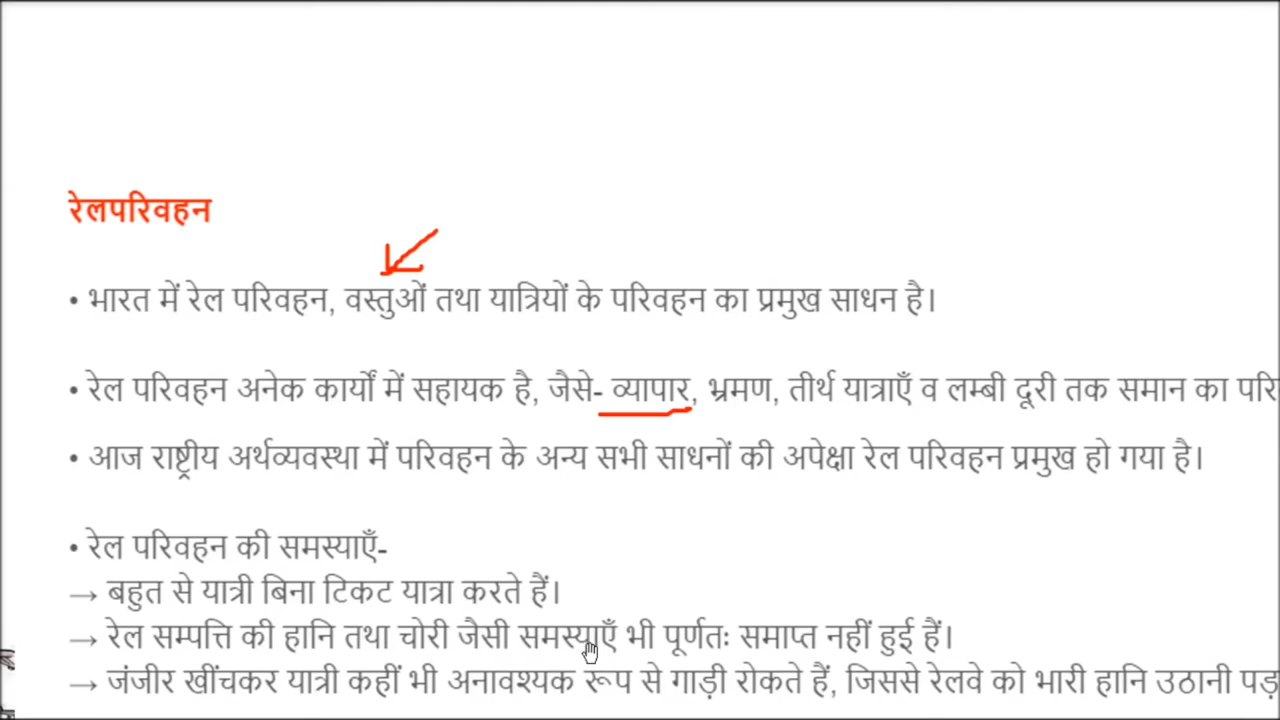 रेलपरिवहन
• भारत में रेल परिवहन, वस्तुओं तथा यात्रियों के परिवहन का प्रमुख साधन है।
• रेल परिवहन अनेक कार्यों में सहायक है, जैसे- व्यापार, भ्रमण, तीर्थ यात्राएँ व लम्बी दूरी तक समान का परि
• आज राष्ट्रीय अर्थव्यवस्था में परिवहन के अन्य सभी साधनों की अपेक्षा रेल परिवहन प्रमुख हो गया है।
• रेल परिवहन की समस्याएँ-
→ बहुत से यात्री बिना टिकट यात्रा करते हैं।
→ रेल सम्पत्ति की हानि तथा चोरी जैसी समस्याएँ भी पूर्णतः समाप्त नहीं हुई हैं।
→ जंजीर खींचकर यात्री कहीं भी अनावश्यक रूप से गाड़ी रोकते हैं, जिससे रेलवे को भारी हानि उठानी पड़